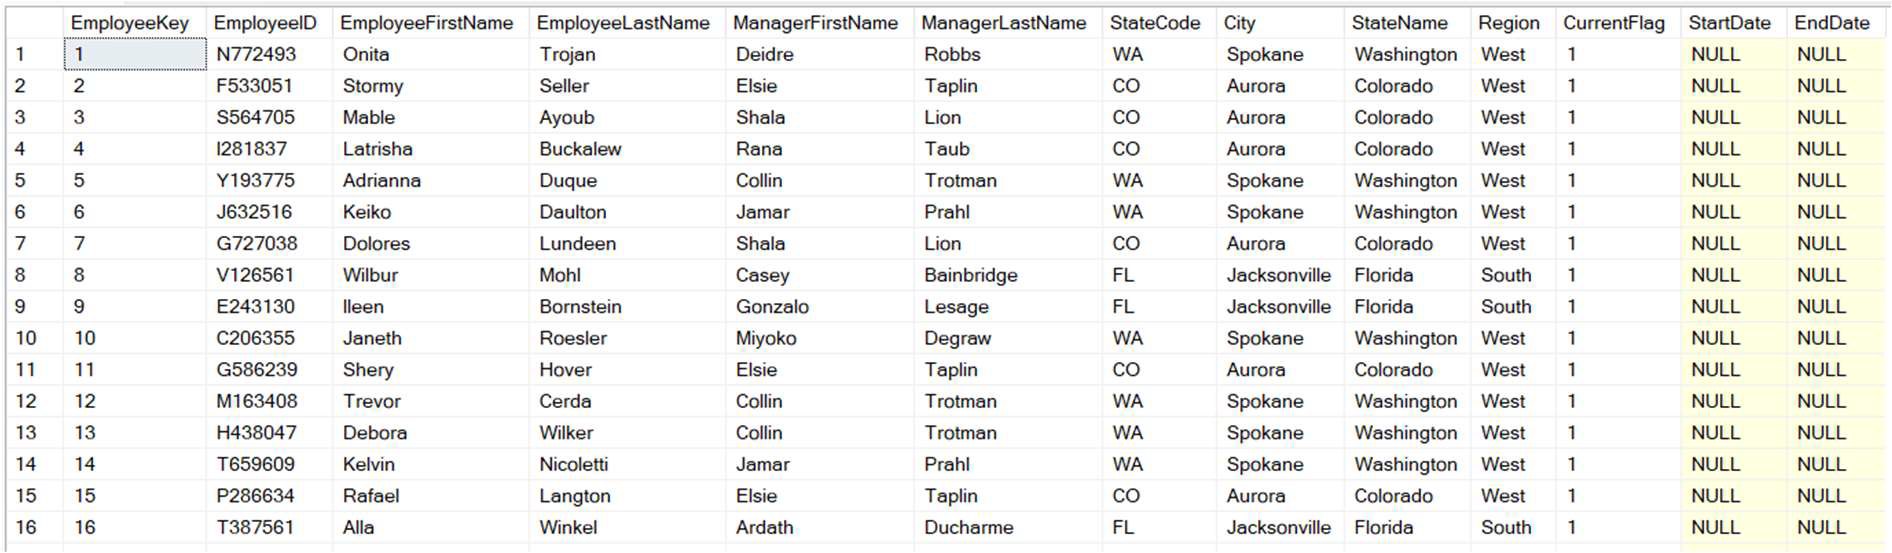 EmployeeKey EmployeeID EmployeeFirstName EmployeeLastName ManagerFirstName ManagerLastName StateCode City StateName Region CurrentFlag StartDate EndDate
1 1 N772493 Onita Trojan Deidre Robbs WA Spokane Washington West 1 NULL NULL
2 2 F533051 Stormy Seller Elsie Taplin CO Aurora Colorado West 1 NULL NULL
3 3 S564705 Mable Ayoub Shala Lion CO Aurora Colorado West 1 NULL NULL
4 4 I281837 Latrisha Buckalew Rana Taub CO Aurora Colorado West 1 NULL NULL
5 5 Y193775 Adrianna Duque Collin Trotman WA Spokane Washington West 1 NULL NULL
6 6 J632516 Keiko Daulton Jamar Prahl WA Spokane Washington West 1 NULL NULL
7 7 G727038 Dolores Lundeen Shala Lion CO Aurora Colorado West 1 NULL NULL
8 8 V126561 Wilbur Mohl Casey Bainbridge FL Jacksonville Florida South 1 NULL NULL
9 9 E243130 Ileen Bornstein Gonzalo Lesage FL Jacksonville Florida South 1 NULL NULL
10 10 C206355 Janeth Roesler Miyoko Degraw WA Spokane Washington West 1 NULL NULL
11 11 G586239 Shery Hover Elsie Taplin CO Aurora Colorado West 1 NULL NULL
12 12 M163408 Trevor Cerda Collin Trotman WA Spokane Washington West 1 NULL NULL
13 13 H438047 Debora Wilker Collin Trotman WA Spokane Washington West 1 NULL NULL
14 14 T659609 Kelvin Nicoletti Jamar Prahl WA Spokane Washington West 1 NULL NULL
15 15 P286634 Rafael Langton Elsie Taplin CO Aurora Colorado West 1 NULL NULL
16 16 T387561 Alla Winkel Ardath Ducharme FL Jacksonville Florida South 1 NULL NULL